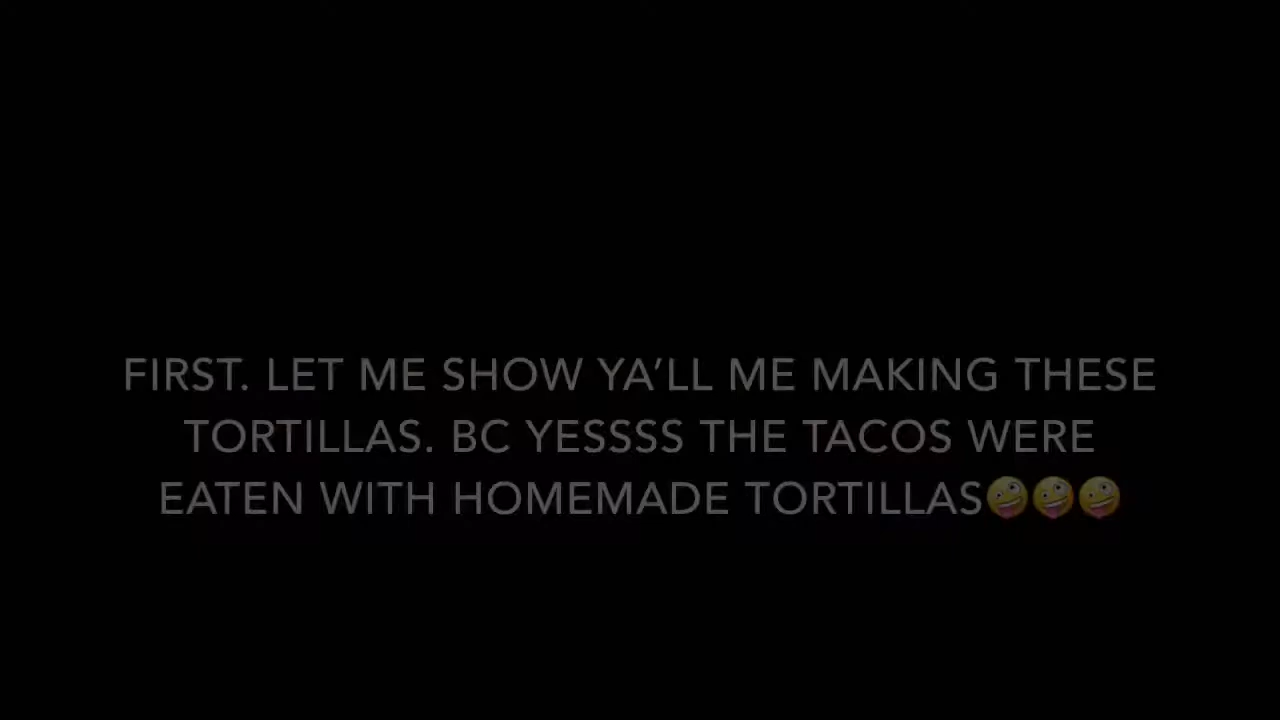 FIRST. LET ME SHOW YA’LL ME MAKING THESE
TORTILLAS. BC YESSSS THE TACOS WERE
EATEN WITH HOMEMADE TORTILLAS🤪🤪🤪